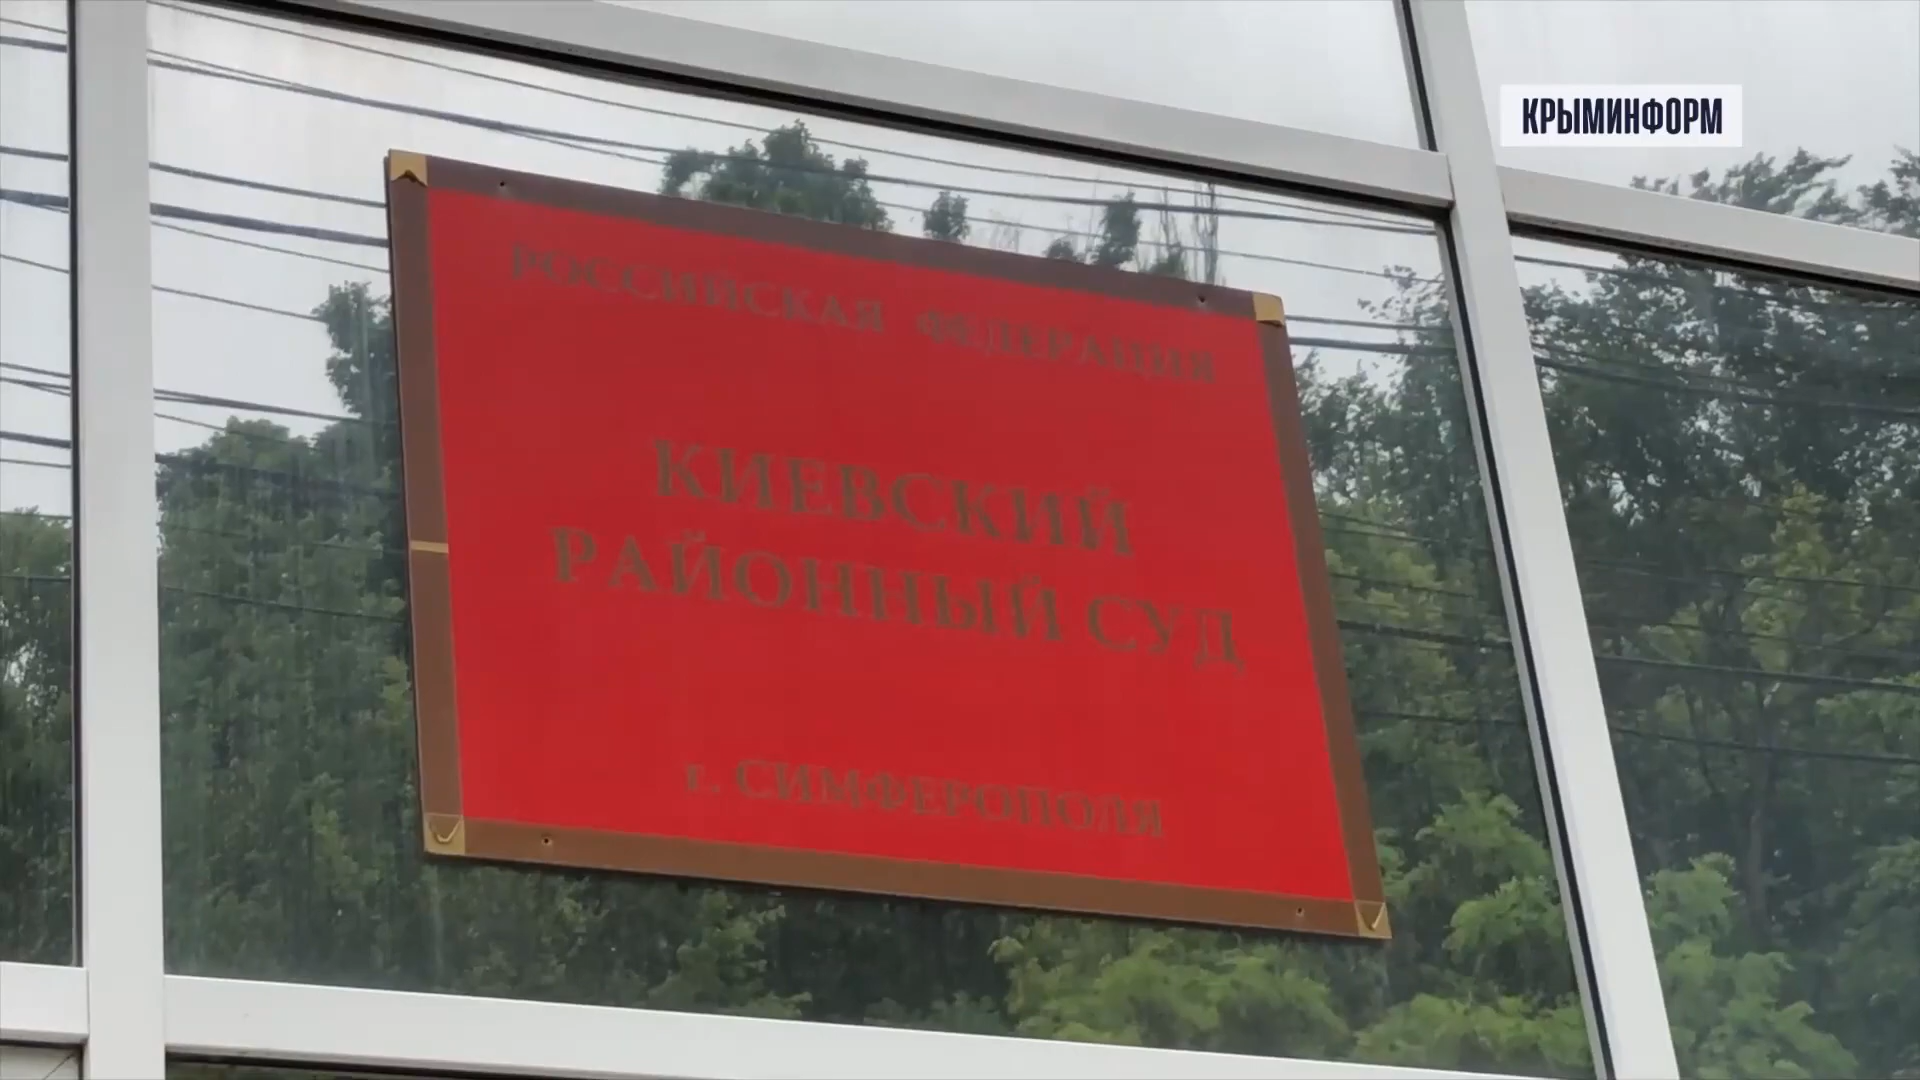 КРЫМИНФОРМ
РОССИЙСКАЯ ФЕДЕРАЦИЯ
КИЕВСКИЙ
РАЙОННЫЙ СУД
г. СИМФЕРОПОЛЯ